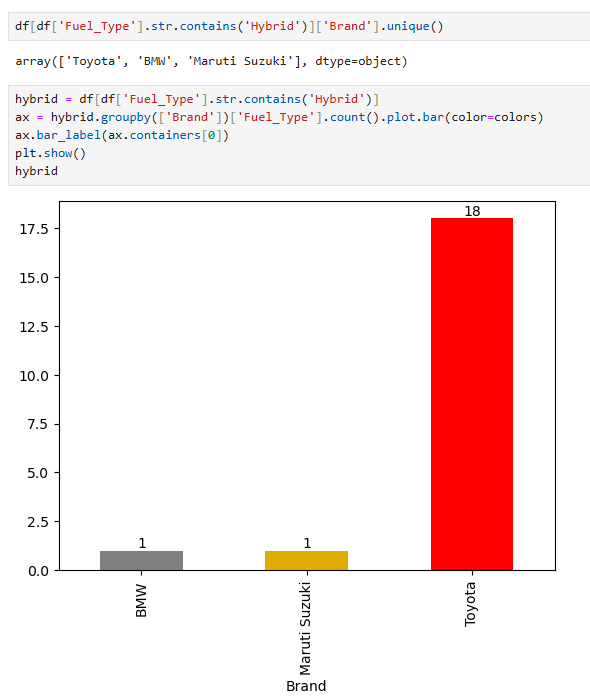 df[df['Fuel_Type'].str.contains('Hybrid')]['Brand'].unique()
array(['Toyota', 'BMW', 'Maruti Suzuki'], dtype=object)
hybrid = df[df['Fuel_Type'].str.contains('Hybrid')]
ax = hybrid.groupby(['Brand'])['Fuel_Type'].count().plot.bar(color=colors)
ax.bar_label(ax.containers[0])
plt.show()
hybrid
18
17.5
15.0
12.5
10.0
7.5
5.0
2.5
1
1
0.0
BMW
Maruti Suzuki
Toyota
Brand